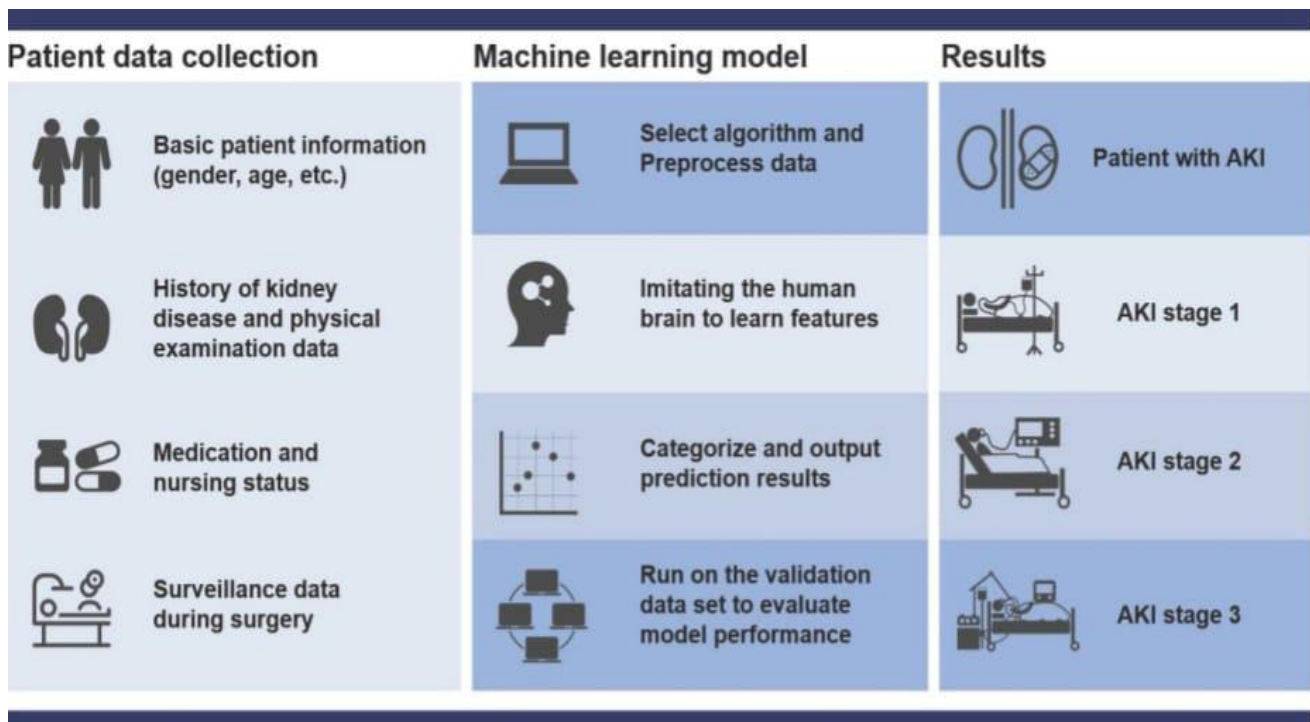 Patient data collection
Basic patient information
(gender, age, etc.)
History of kidney
disease and physical
examination data
Medication and
nursing status
Surveillance data
during surgery
Machine learning model
Select algorithm and
Preprocess data
Imitating the human
brain to learn features
Categorize and output
prediction results
Run on the validation
data set to evaluate
model performance
Results
Patient with AKI
AKI stage 1
AKI stage 2
AKI stage 3